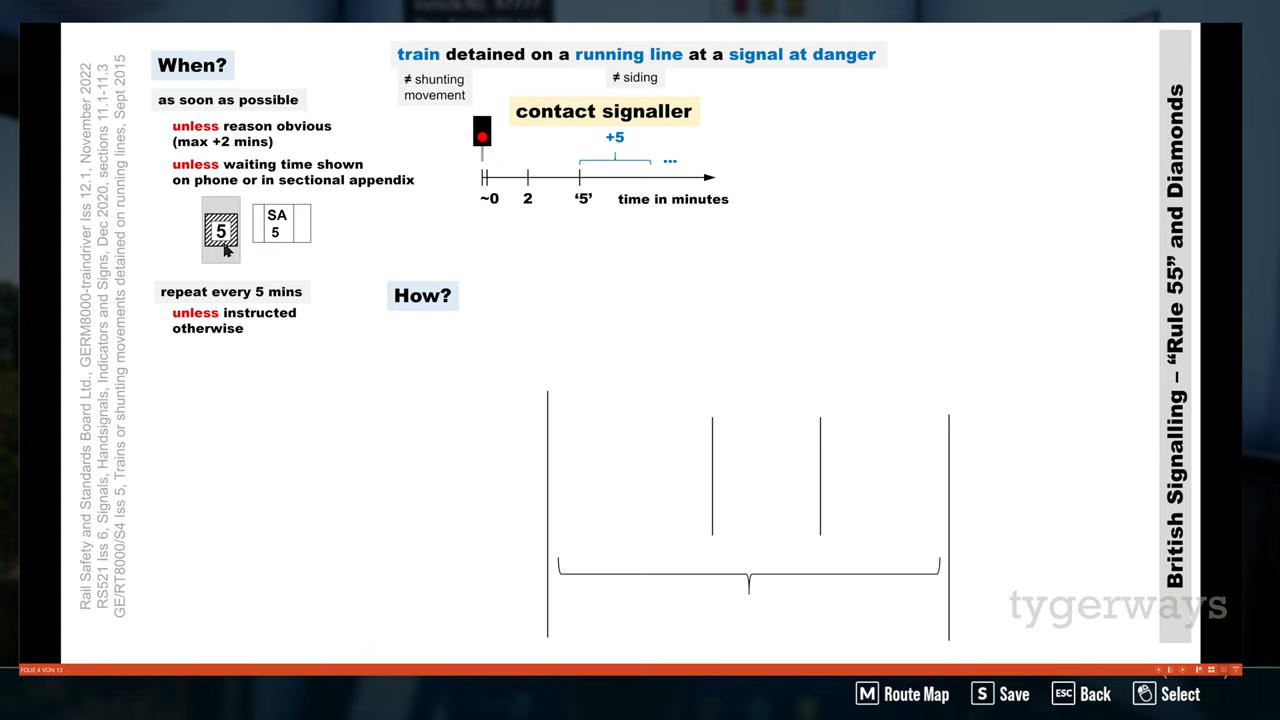 When?
as soon as possible
unless reason obvious
(max +2 mins)
unless waiting time shown
on phone or in sectional appendix
5
SA
5
repeat every 5 mins
unless instructed
otherwise
train detained on a running line at a signal at danger
≠ shunting
movement
≠ siding
contact signaller
+5
...
~0 2 ‘5’ time in minutes
How?
Rail Safety and Standards Board Ltd., GERM8000-traindriver Iss 12.1, November 2022
RS521 Iss 6, Signals, Handsignals, Indicators and Signs, Dec 2020, sections 11.1-11.3
GE/RT8000/S4 Iss 5, Trains or shunting movements detained on running lines, Sept 2015
British Signalling – “Rule 55” and Diamonds
tygerways
FOLIE 4 VON 13
M Route Map S Save ESC Back Select